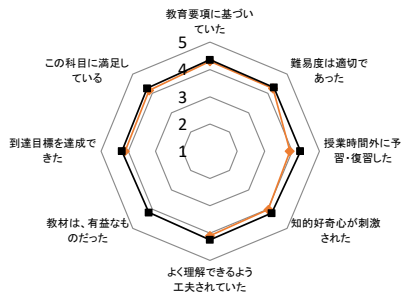 教育要項に基づい
ていた
難易度は適切で
あった
授業時間外に予
習・復習した
知的好奇心が刺激
された
よく理解できるよう
工夫されていた
教材は、有益なも
のだった
到達目標を達成で
きた
この科目に満足し
ている
5
4
3
2
1